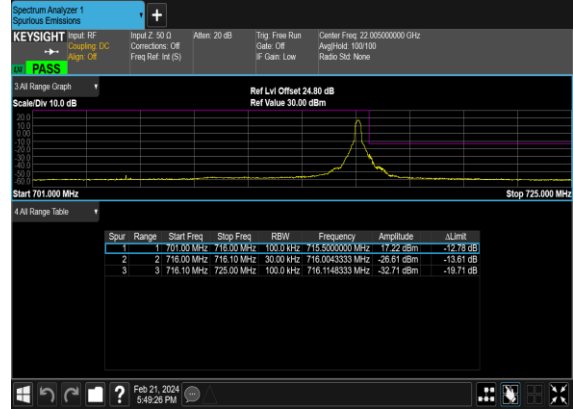 Spectrum Analyzer 1
Spurious Emissions
KEYSIGHT Input: RF Input Z: 50 Ω Atten: 20 dB Trig: Free Run Center Freq: 22.005000000 GHz
Coupling: DC Corrections: Off Gate: Off Avg|Hold: 100/100
Align: Off Freq Ref: Int (S) IF Gain: Low Radio Std: None
PASS
3 All Range Graph Ref Lvl Offset 24.80 dB
Scale/Div 10.0 dB Ref Value 30.00 dBm
20.0
10.0
0.00
-10.0
-20.0
-30.0
-40.0
-50.0
-60.0
Start 701.000 MHz Stop 725.000 MHz
4 All Range Table
Spur Range Start Freq Stop Freq RBW Frequency Amplitude ΔLimit
1 1 701.00 MHz 716.00 MHz 100.0 kHz 715.5000000 MHz 17.22 dBm -12.78 dB
2 2 716.00 MHz 716.10 MHz 30.00 kHz 716.0043333 MHz -26.61 dBm -13.61 dB
3 3 716.10 MHz 725.00 MHz 100.0 kHz 716.1148333 MHz -32.71 dBm -19.71 dB
Feb 21, 2024
5:49:26 PM